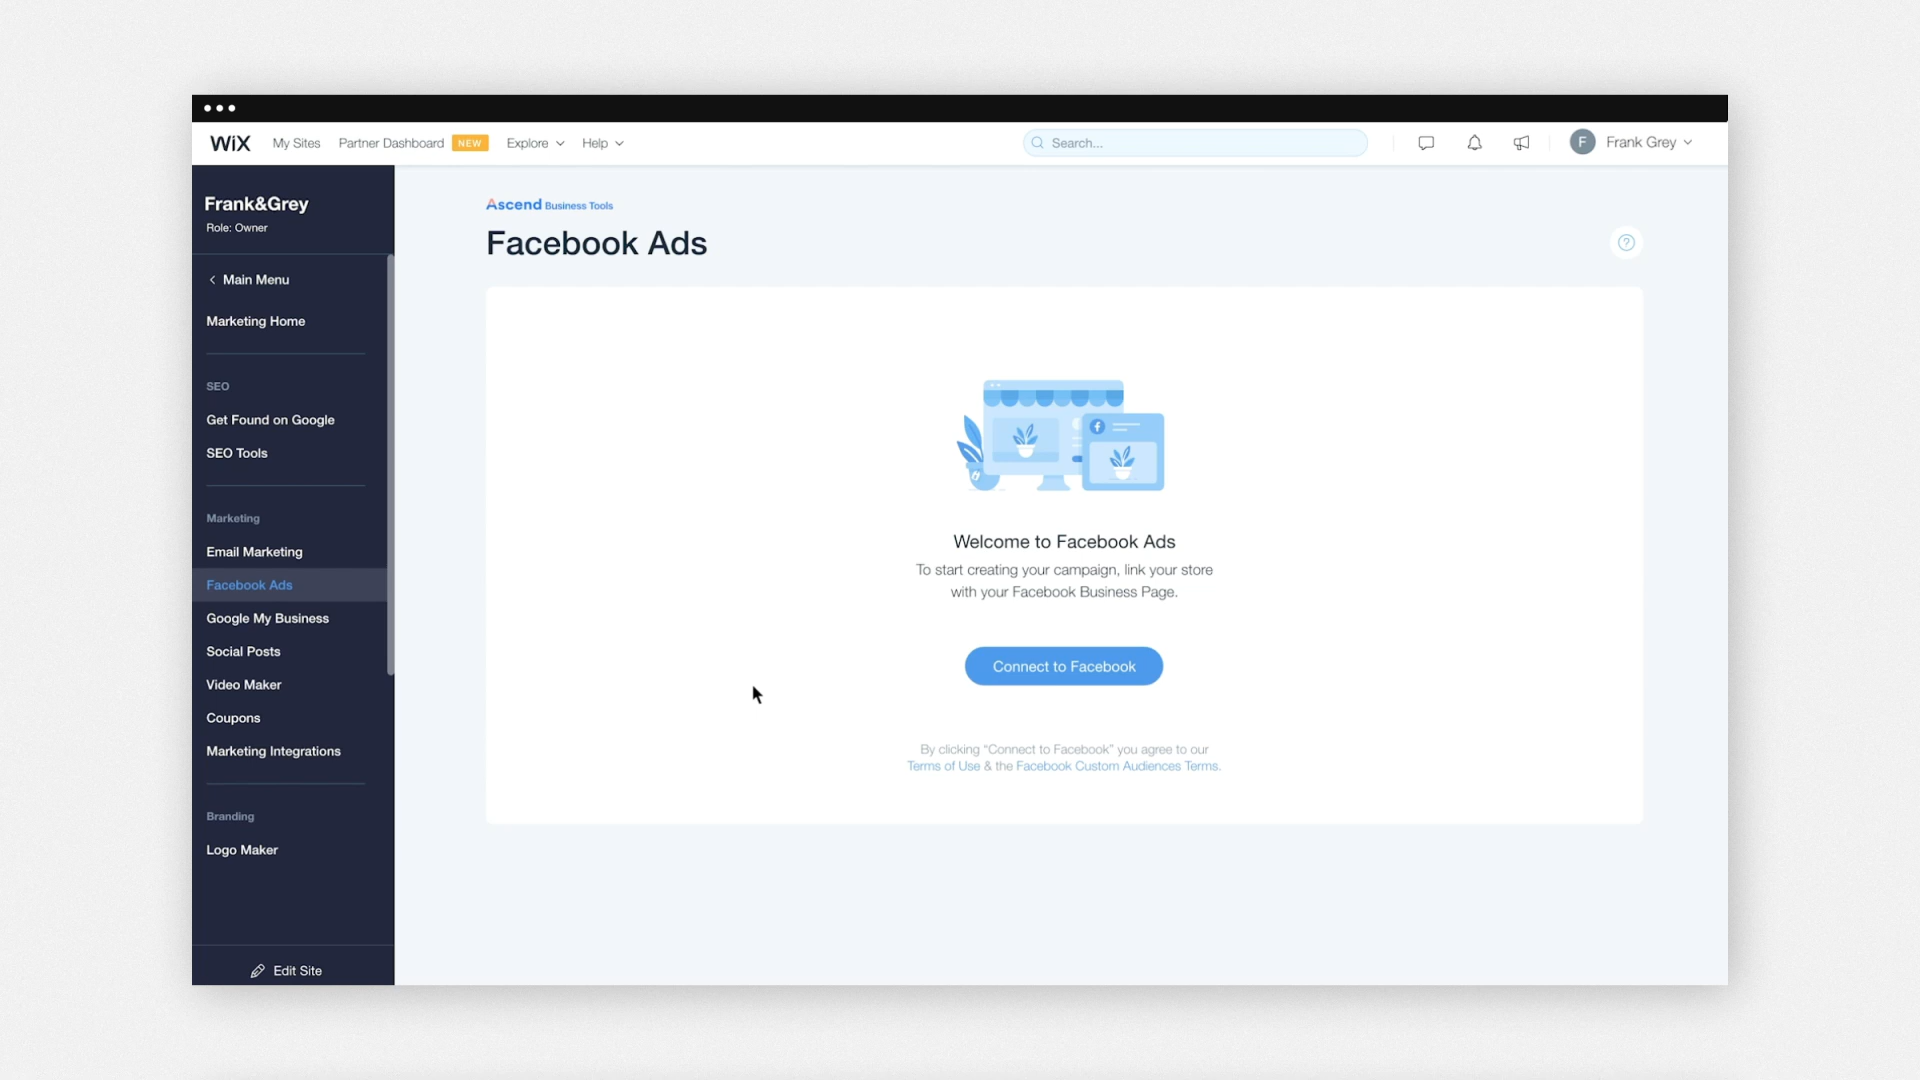 WiX My Sites Partner Dashboard NEW Explore Help Search... F Frank Grey
Frank&Grey
Role: Owner
Main Menu
Marketing Home
SEO
Get Found on Google
SEO Tools
Marketing
Email Marketing
Facebook Ads
Google My Business
Social Posts
Video Maker
Coupons
Marketing Integrations
Branding
Logo Maker
Edit Site
Ascend Business Tools
Facebook Ads
?
f
Welcome to Facebook Ads
To start creating your campaign, link your store
with your Facebook Business Page.
Connect to Facebook
By clicking “Connect to Facebook” you agree to our
Terms of Use & the Facebook Custom Audiences Terms.